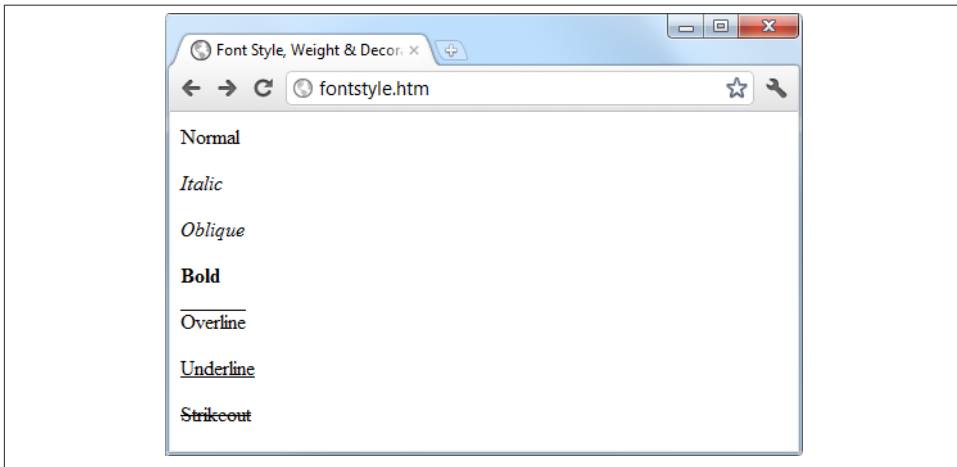 Font Style, Weight & Decor
fontstyle.htm
Normal
Italic
Oblique
Bold
Overline
Underline
Strikeout